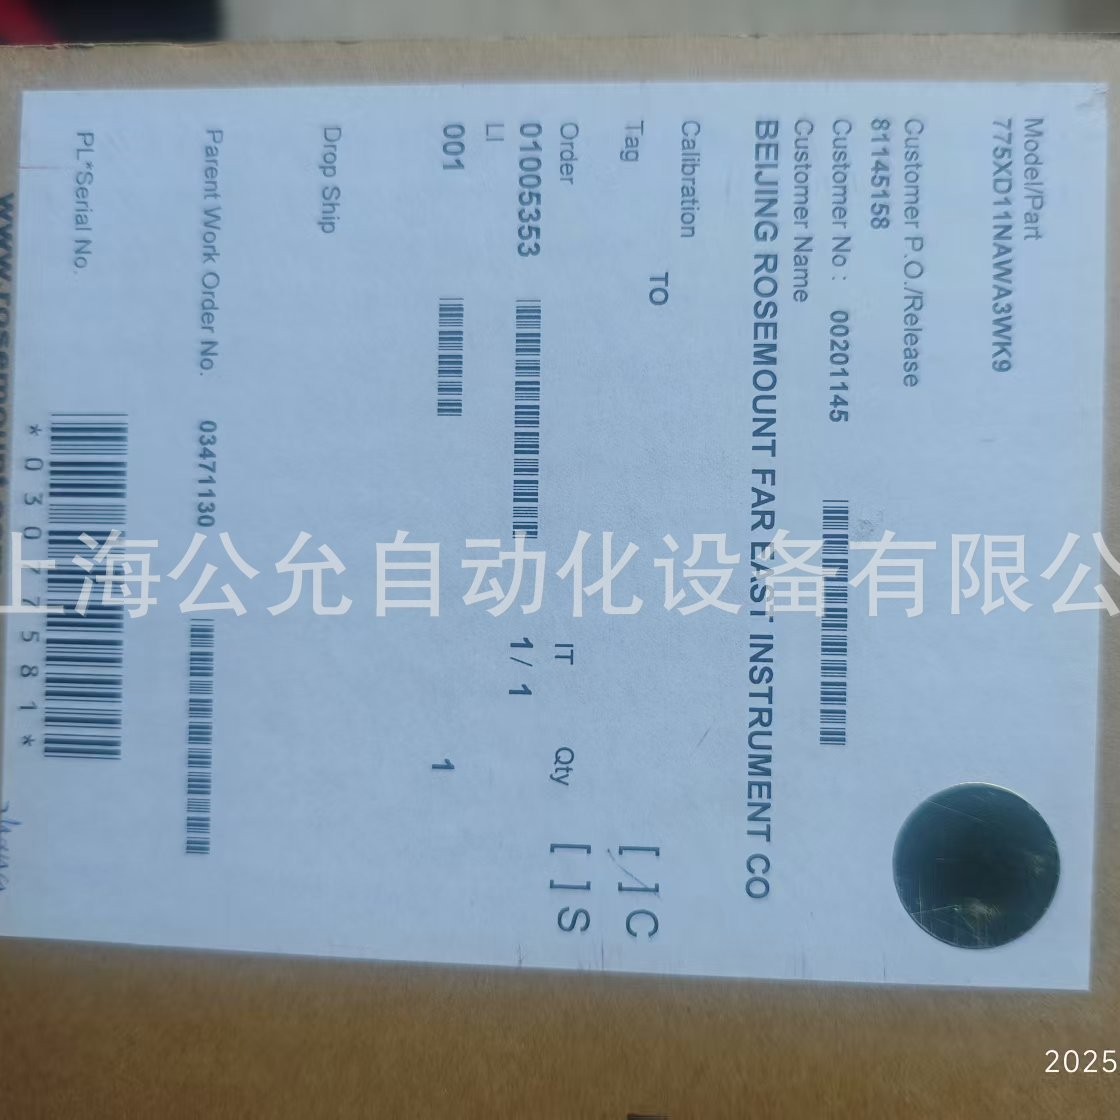 Model/Part
775XD11NAWA3WK9
Customer P.O./Release
81145158
Customer No : 00201145
Customer Name
BEIJING ROSEMOUNT FAR EAST INSTRUMENT CO
Calibration
TO
Tag
[ / ] C
Order IT Qty [ ] S
01005353 1 / 1
LI
001 1
Drop Ship
Parent Work Order No. 03471130
PL*Serial No.
*03077581*
上海公允自动化设备有限公
2025